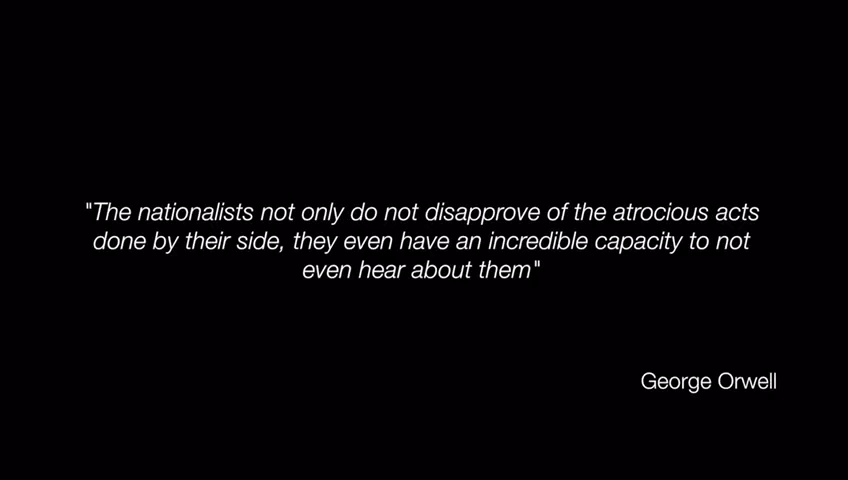 "The nationalists not only do not disapprove of the atrocious acts
done by their side, they even have an incredible capacity to not
even hear about them"
George Orwell